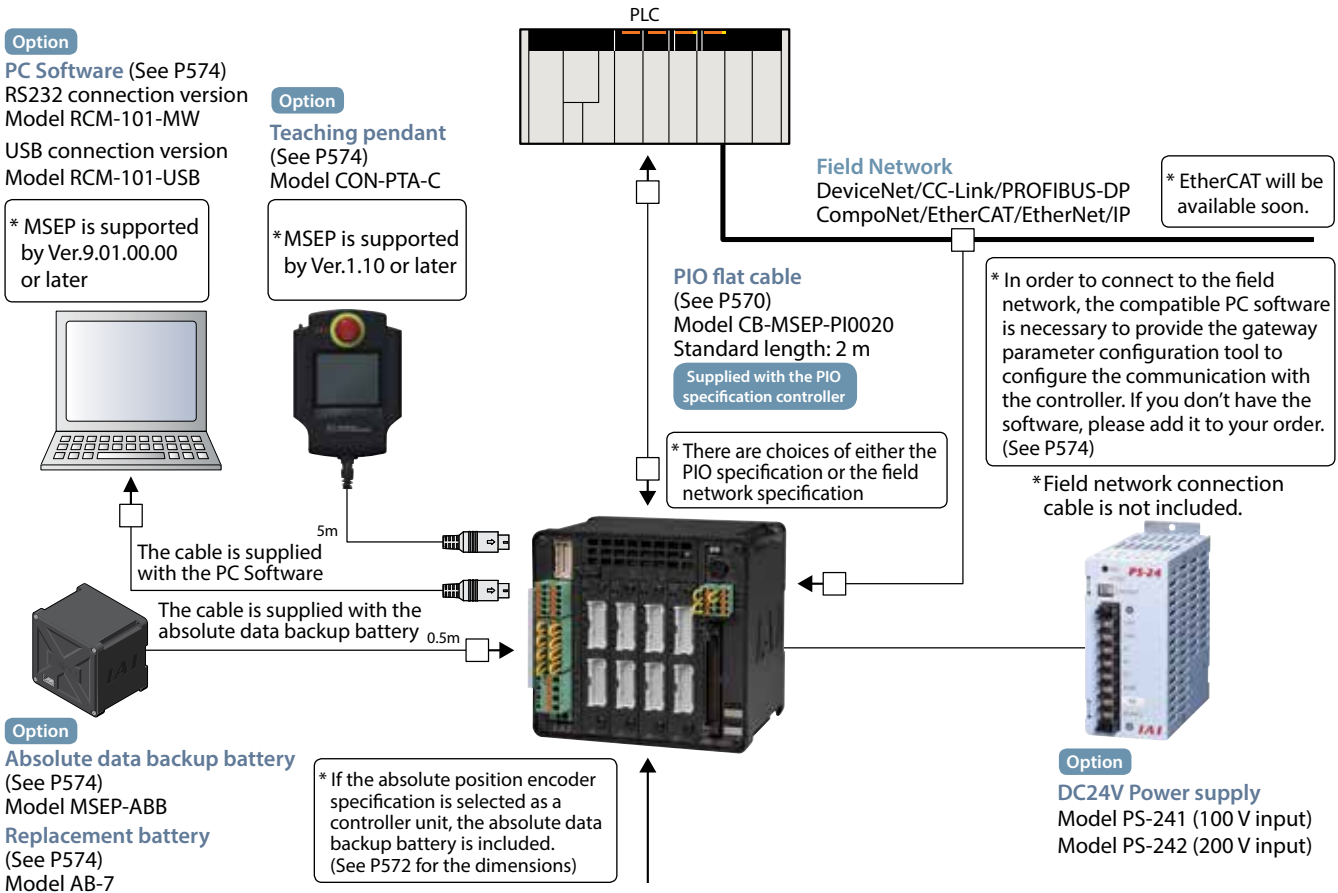 PLC
Option
PC Software (See P574)
RS232 connection version
Model RCM-101-MW
USB connection version
Model RCM-101-USB
* MSEP is supported
by Ver.9.01.00.00
or later
Option
Teaching pendant
(See P574)
Model CON-PTA-C
*MSEP is supported
by Ver.1.10 or later
Field Network
DeviceNet/CC-Link/PROFIBUS-DP
CompoNet/EtherCAT/EtherNet/IP
* EtherCAT will be
available soon.
PIO flat cable
(See P570)
Model CB-MSEP-PI0020
Standard length: 2 m
Supplied with the PIO
specification controller
* There are choices of either the
PIO specification or the field
network specification
* In order to connect to the field
network, the compatible PC software
is necessary to provide the gateway
parameter configuration tool to
configure the communication with
the controller. If you don't have the
software, please add it to your order.
(See P574)
*Field network connection
cable is not included.
5m
The cable is supplied
with the PC Software
The cable is supplied with the
absolute data backup battery
0.5m
IAI
PS-24
IAI
Option
Absolute data backup battery
(See P574)
Model MSEP-ABB
Replacement battery
(See P574)
Model AB-7
* If the absolute position encoder
specification is selected as a
controller unit, the absolute data
backup battery is included.
(See P572 for the dimensions)
Option
DC24V Power supply
Model PS-241 (100 V input)
Model PS-242 (200 V input)